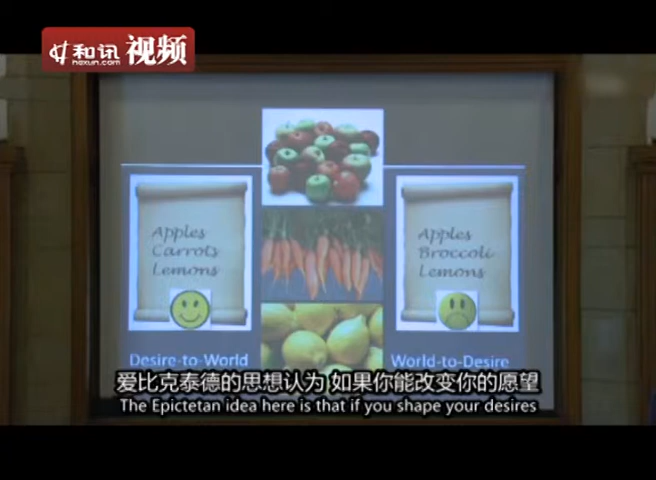 和讯 视频
hexun.com
Apples
Carrots
Lemons
Apples
Broccoli
Lemons
Desire-to-World
World-to-Desire
爱比克泰德的思想认为 如果你能改变你的愿望
The Epictetan idea here is that if you shape your desires